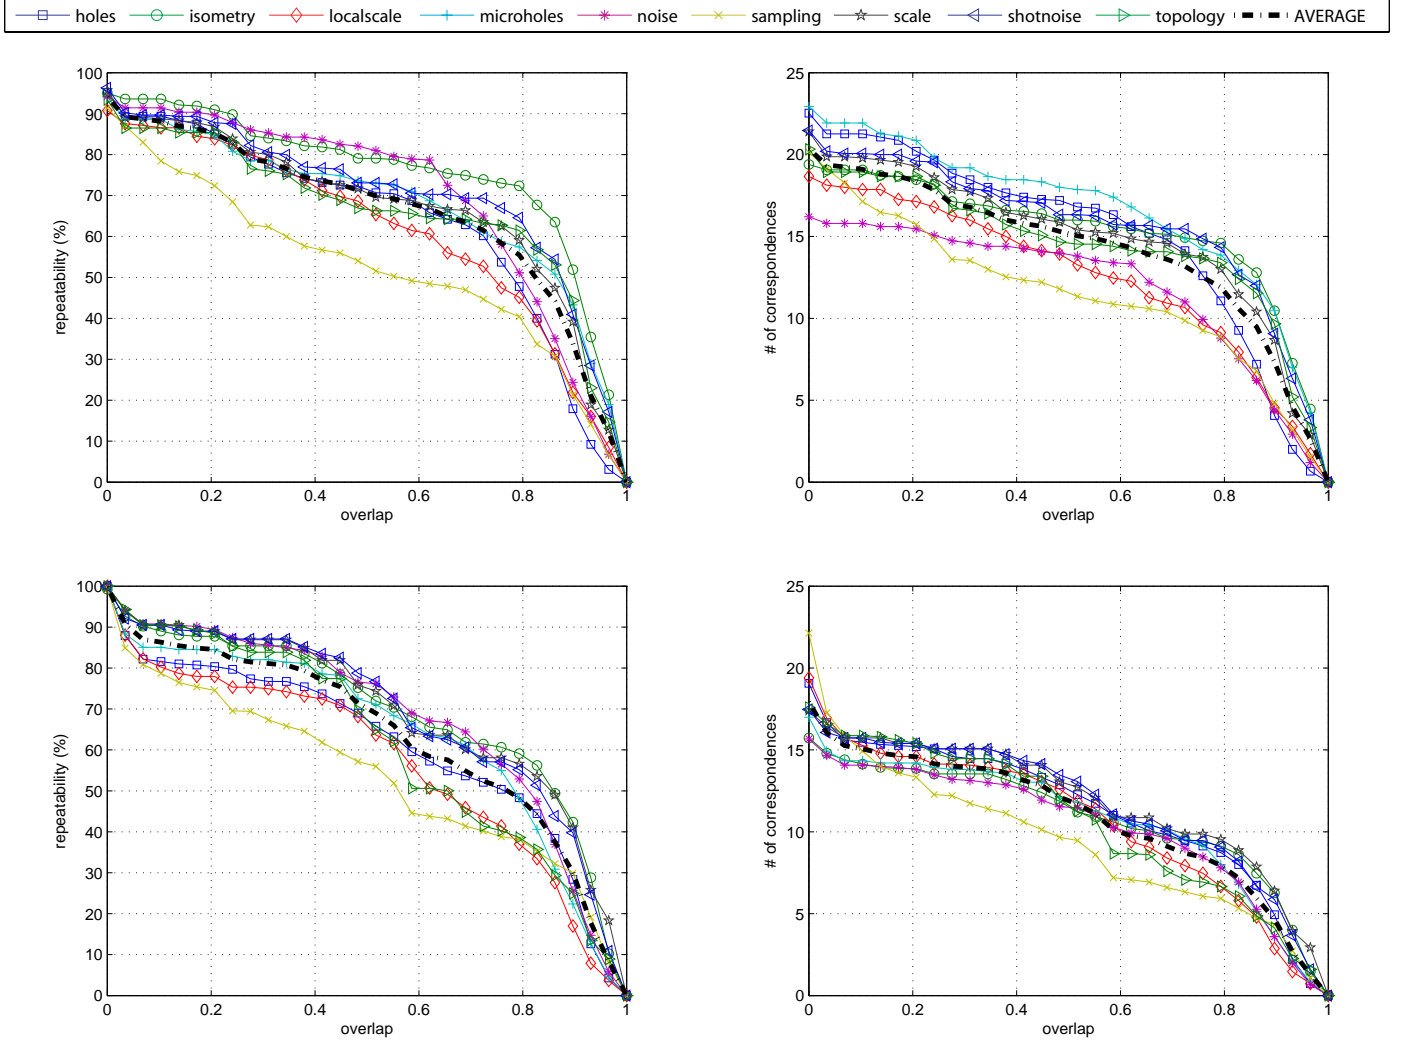 holes isometry localscale microholes noise sampling scale shotnoise topology AVERAGE
100
90
80
70
60
50
40
30
20
10
0
repeatability (%)
0 0.2 0.4 0.6 0.8 1
overlap
25
20
15
10
5
0
# of correspondences
0 0.2 0.4 0.6 0.8 1
overlap
100
90
80
70
60
50
40
30
20
10
0
repeatability (%)
0 0.2 0.4 0.6 0.8 1
overlap
25
20
15
10
5
0
# of correspondences
0 0.2 0.4 0.6 0.8 1
overlap